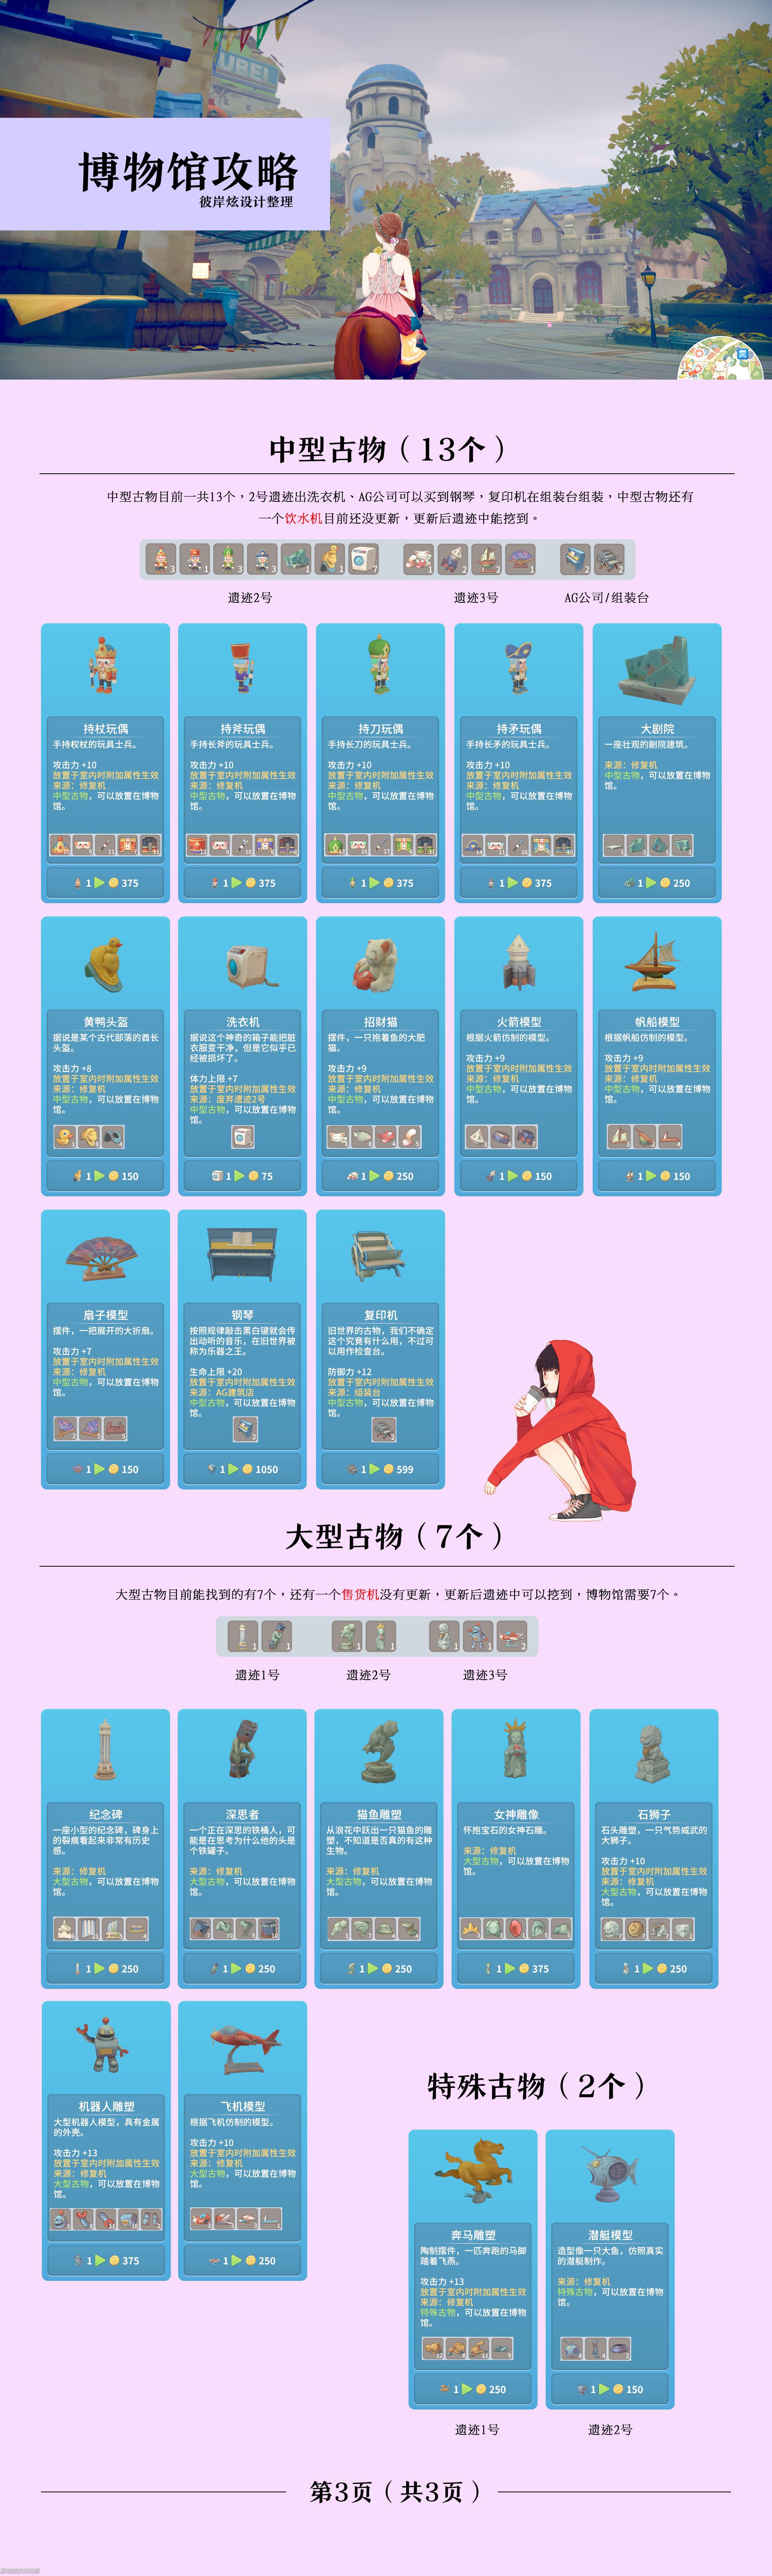 UBEI
博物馆攻略
彼岸炫设计整理
中型古物（13个）
中型古物目前一共13个，2号遗迹出洗衣机、AG公司可以买到钢琴，复印机在组装台组装，中型古物还有
一个饮水机目前还没更新，更新后遗迹中能挖到。
3 1 3 3 1 1 7 1 2 2 1 2 2
遗迹2号 遗迹3号 AG公司/组装台
持杖玩偶
手持权杖的玩具士兵。
攻击力 +10
放置于室内时附加属性生效
来源：修复机
中型古物，可以放置在博物
馆。
1 375
持斧玩偶
手持长斧的玩具士兵。
攻击力 +10
放置于室内时附加属性生效
来源：修复机
中型古物，可以放置在博物
馆。
1 375
持刀玩偶
手持长刀的玩具士兵。
攻击力 +10
放置于室内时附加属性生效
来源：修复机
中型古物，可以放置在博物
馆。
1 375
持矛玩偶
手持长矛的玩具士兵。
攻击力 +10
放置于室内时附加属性生效
来源：修复机
中型古物，可以放置在博物
馆。
1 375
大剧院
一座壮观的剧院建筑。
来源：修复机
中型古物，可以放置在博物
馆。
1 250
黄鸭头盔
据说是某个古代部落的酋长
头盔。
攻击力 +8
放置于室内时附加属性生效
来源：修复机
中型古物，可以放置在博物
馆。
1 150
洗衣机
据说这个神奇的箱子能把脏
衣服变干净，但是它似乎已
经被损坏了。
体力上限 +7
放置于室内时附加属性生效
来源：废弃遗迹2号
中型古物，可以放置在博物
馆。
1 75
招财猫
摆件，一只抱着鱼的大肥
猫。
攻击力 +9
放置于室内时附加属性生效
来源：修复机
中型古物，可以放置在博物
馆。
1 250
火箭模型
根据火箭仿制的模型。
攻击力 +9
放置于室内时附加属性生效
来源：修复机
中型古物，可以放置在博物
馆。
1 150
帆船模型
根据帆船仿制的模型。
攻击力 +9
放置于室内时附加属性生效
来源：修复机
中型古物，可以放置在博物
馆。
1 150
扇子模型
摆件，一把展开的大折扇。
攻击力 +7
放置于室内时附加属性生效
来源：修复机
中型古物，可以放置在博物
馆。
1 150
钢琴
按照规律敲击黑白键就会传
出动听的音乐，在旧世界被
称为乐器之王。
生命上限 +20
放置于室内时附加属性生效
来源：AG建筑店
中型古物，可以放置在博物
馆。
1 1050
复印机
旧世界的古物，我们不确定
这个究竟有什么用，不过可
以用作检查台。
防御力 +12
放置于室内时附加属性生效
来源：组装台
中型古物，可以放置在博物
馆。
1 599
大型古物（7个）
大型古物目前能找到的有7个，还有一个售货机没有更新，更新后遗迹中可以挖到，博物馆需要7个。
1 1 1 1 1 1 2
遗迹1号 遗迹2号 遗迹3号
纪念碑
一座小型的纪念碑，碑身上
的裂痕看起来非常有历史
感。
来源：修复机
大型古物，可以放置在博物
馆。
1 250
深思者
一个正在深思的铁桶人，可
能是在思考为什么他的头是
个铁罐子。
来源：修复机
大型古物，可以放置在博物
馆。
1 250
猫鱼雕塑
从浪花中跃出一只猫鱼的雕
塑，不知道是否真的有这种
生物。
来源：修复机
大型古物，可以放置在博物
馆。
1 250
女神雕像
怀抱宝石的女神石雕。
来源：修复机
大型古物，可以放置在博物
馆。
1 375
石狮子
石头雕塑，一只气势威武的
大狮子。
攻击力 +10
放置于室内时附加属性生效
来源：修复机
大型古物，可以放置在博物
馆。
1 250
机器人雕塑
大型机器人模型，具有金属
的外壳。
攻击力 +13
放置于室内时附加属性生效
来源：修复机
大型古物，可以放置在博物
馆。
1 375
飞机模型
根据飞机仿制的模型。
攻击力 +10
放置于室内时附加属性生效
来源：修复机
大型古物，可以放置在博物
馆。
1 250
特殊古物（2个）
奔马雕塑
陶制摆件，一匹奔跑的马脚
踏着飞燕。
攻击力 +13
放置于室内时附加属性生效
来源：修复机
特殊古物，可以放置在博物
馆。
1 250
潜艇模型
造型像一只大鱼，仿照真实
的潜艇制作。
来源：修复机
特殊古物，可以放置在博物
馆。
1 150
遗迹1号 遗迹2号
第3页（共3页）